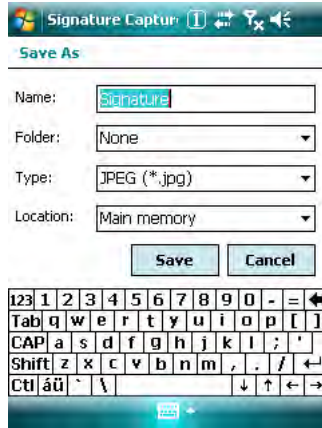 Signature Captur 1
Save As
Name: Signature
Folder: None
Type: JPEG (*.jpg)
Location: Main memory
Save Cancel
123 1 2 3 4 5 6 7 8 9 0 - =
Tab q w e r t y u i o p [ ]
CAP a s d f g h j k l ; '
Shift z x c v b n m , . /
Ctl áü ` \